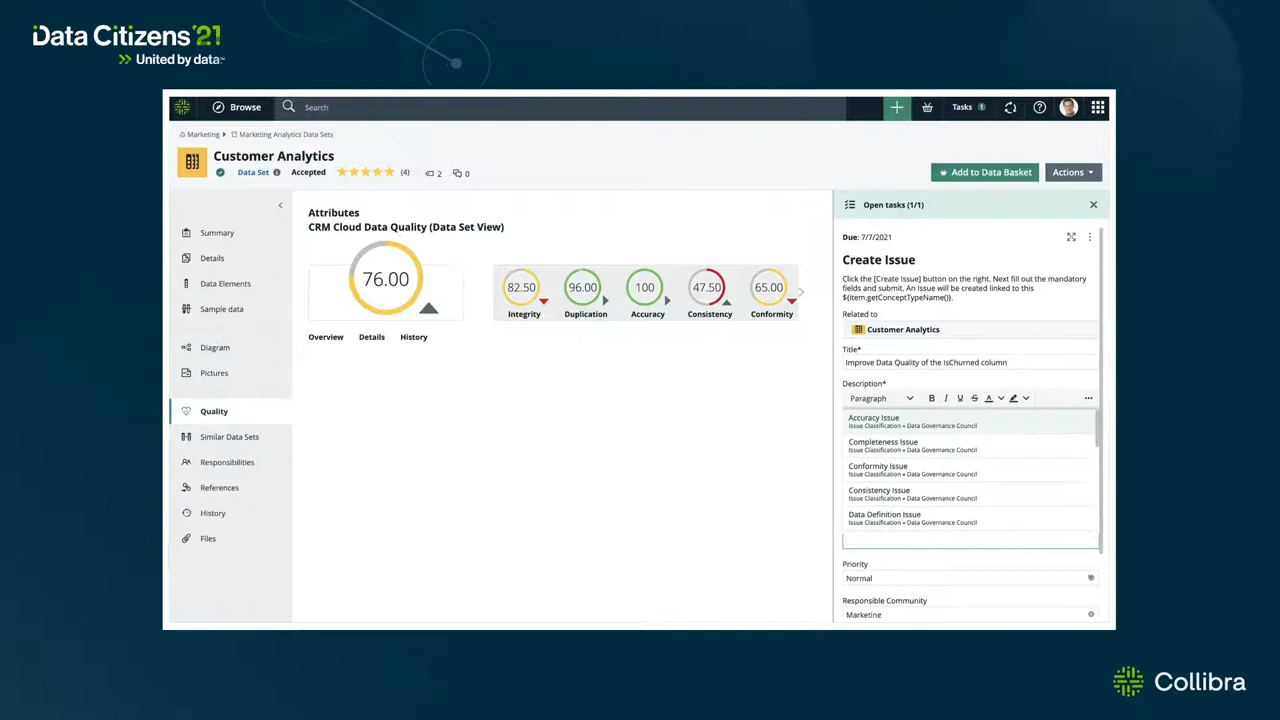 Data Citizens '21
United by data™
Browse
Search
Tasks 1
Marketing
Marketing Analytics Data Sets
Customer Analytics
Data Set
Accepted
(4)
2
0
Add to Data Basket
Actions
Summary
Details
Data Elements
Sample data
Diagram
Pictures
Quality
Similar Data Sets
Responsibilities
References
History
Files
Attributes
CRM Cloud Data Quality (Data Set View)
76.00
82.50
96.00
100
47.50
65.00
Integrity
Duplication
Accuracy
Consistency
Conformity
Overview
Details
History
Open tasks (1/1)
Due: 7/7/2021
Create Issue
Click the [Create Issue] button on the right. Next fill out the mandatory
fields and submit. An Issue will be created linked to this
${item.getConceptTypeName()}.
Related to
Customer Analytics
Title*
Improve Data Quality of the IsChurned column
Description*
Paragraph
B I U S A
Accuracy Issue
Issue Classification « Data Governance Council
Completeness Issue
Issue Classification « Data Governance Council
Conformity Issue
Issue Classification « Data Governance Council
Consistency Issue
Issue Classification « Data Governance Council
Data Definition Issue
Issue Classification « Data Governance Council
Priority
Normal
Responsible Community
Marketing
Collibra